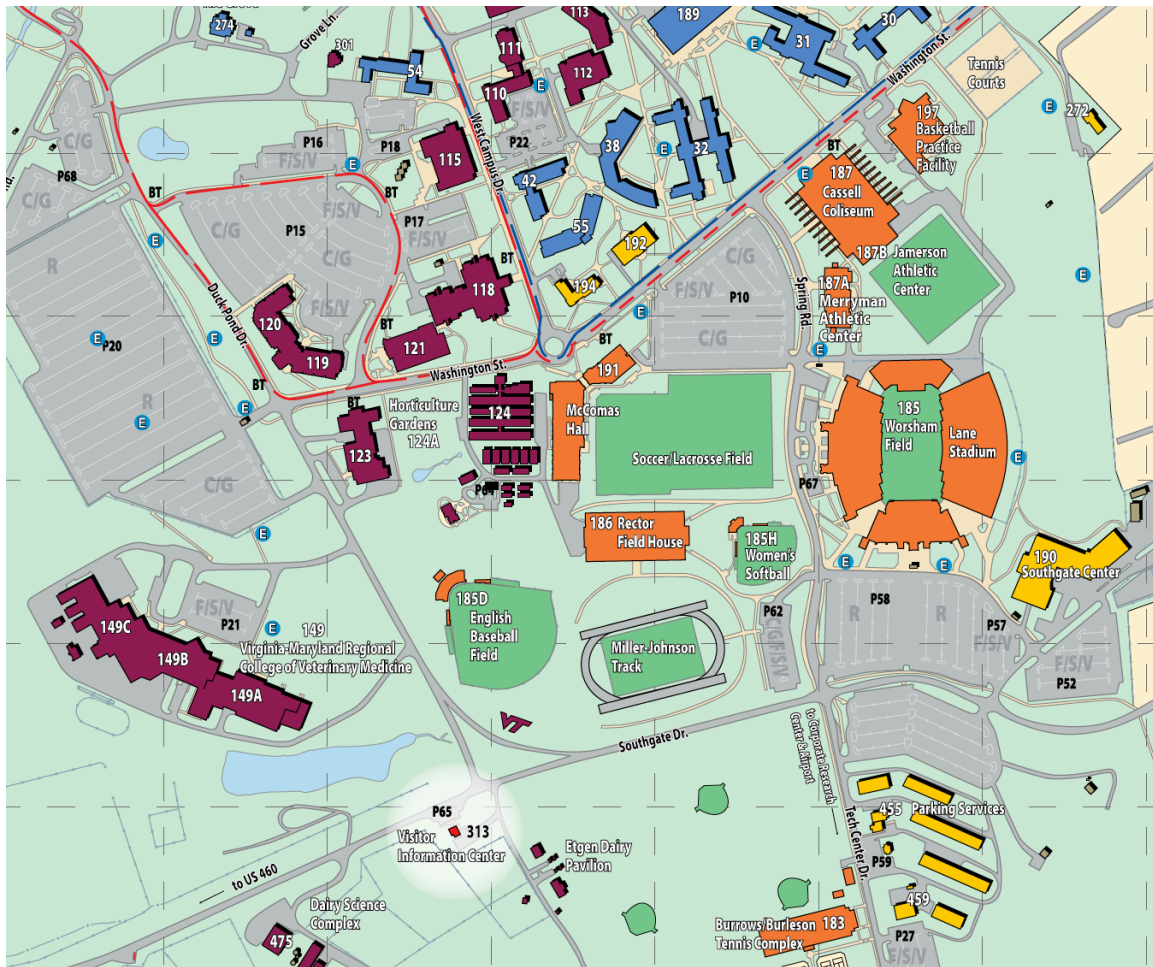 113
189
30
274
Grove Ln.
301
111
31
54
112
Washington St.
Tennis
Courts
110
F/S/V
E
E
197
Basketball
Practice
Facility
272
E
P16
P18
P22
West Campus Dr.
38
F/S/V
115
32
E
BT
187
Cassell
Coliseum
E
P68
E
C/G
BT
BT
42
C/G
P15
P17
F/S/V
55
192
C/G
R
E
C/G
BT
118
187B
Jamerson
Athletic
Center
E
Duck Pond Dr.
F/S/V
194
F/S/V
187A
Merryman
Athletic
Center
Spring Rd.
P10
E
120
BT
121
P20
E
E
C/G
BT
E
119
Washington St.
191
BT
R
E
E
BT
Horticulture
Gardens
124A
124
McComas
Hall
185
Worsham
Field
Lane
Stadium
123
Soccer/Lacrosse Field
E
C/G
P67
E
186 Rector
Field House
185H
Women's
Softball
190
Southgate Center
E
E
185D
English
Baseball
Field
P58
R
P62
C/G/F/S/V
P57
F/S/V
F/S/V
P21
149C
E
149
Virginia-Maryland Regional
College of Veterinary Medicine
149B
Miller-Johnson
Track
F/S/V
P52
149A
VT
Southgate Dr.
to Corporate Research
Center & Airport
P65
313
Visitor
Information Center
455 Parking Services
Tech Center Dr.
Etgen Dairy
Pavilion
P59
to US 460
Dairy Science
Complex
459
475
Burrows/Burleson
Tennis Complex
183
P27
F/S/V